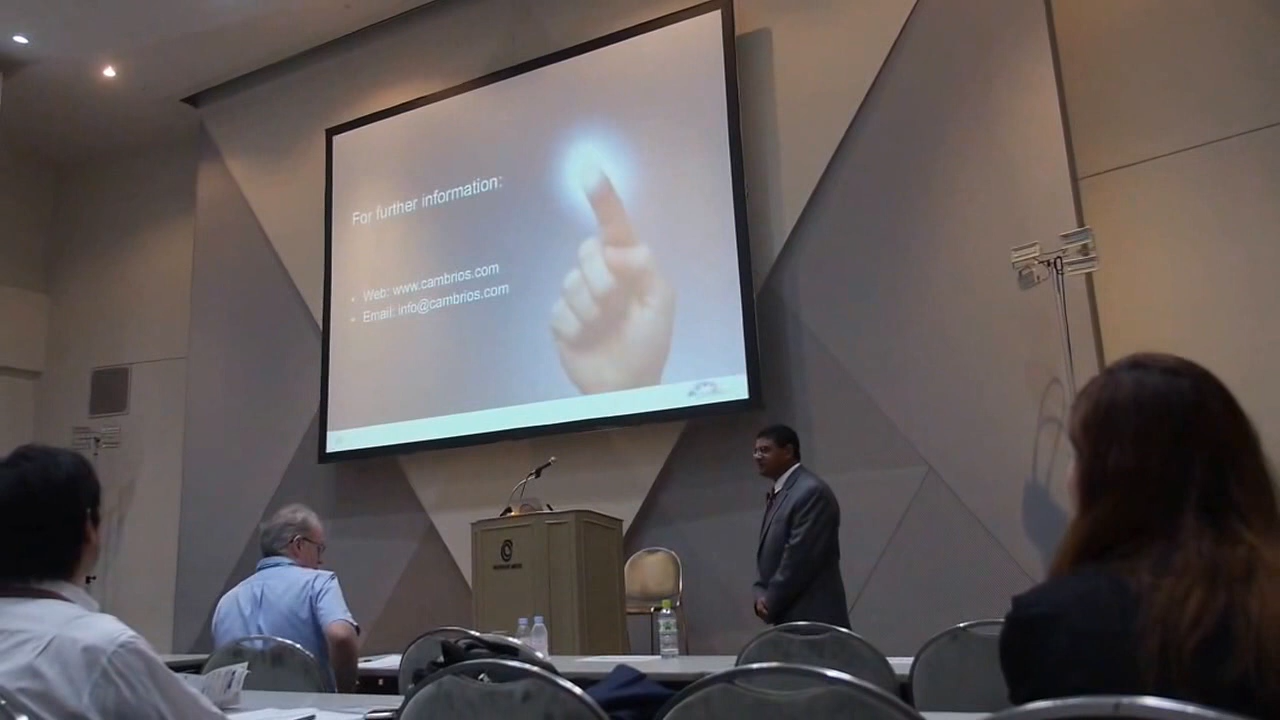 For further information:
• Web: www.cambrios.com
• Email: info@cambrios.com